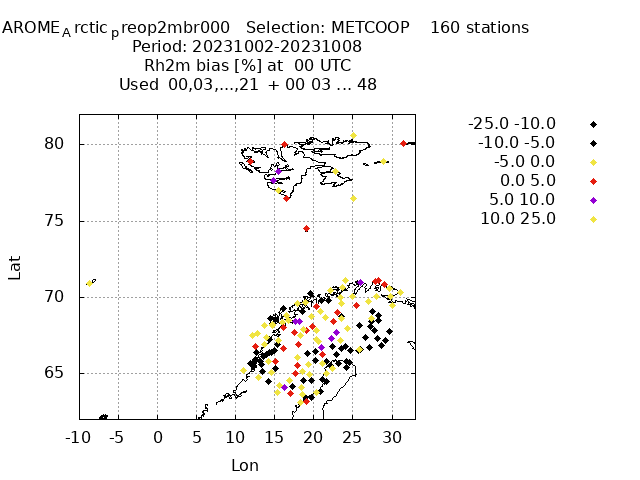 AROME_Arctic_preop2mbr000 Selection: METCOOP 160 stations
Period: 20231002-20231008
Rh2m bias [%] at 00 UTC
Used 00,03,...,21 + 00 03 ... 48
-25.0 -10.0
-10.0 -5.0
-5.0 0.0
0.0 5.0
5.0 10.0
10.0 25.0
80
75
70
65
Lat
-10 -5 0 5 10 15 20 25 30
Lon